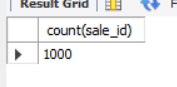 Result Grid
count(sale_id)
1000